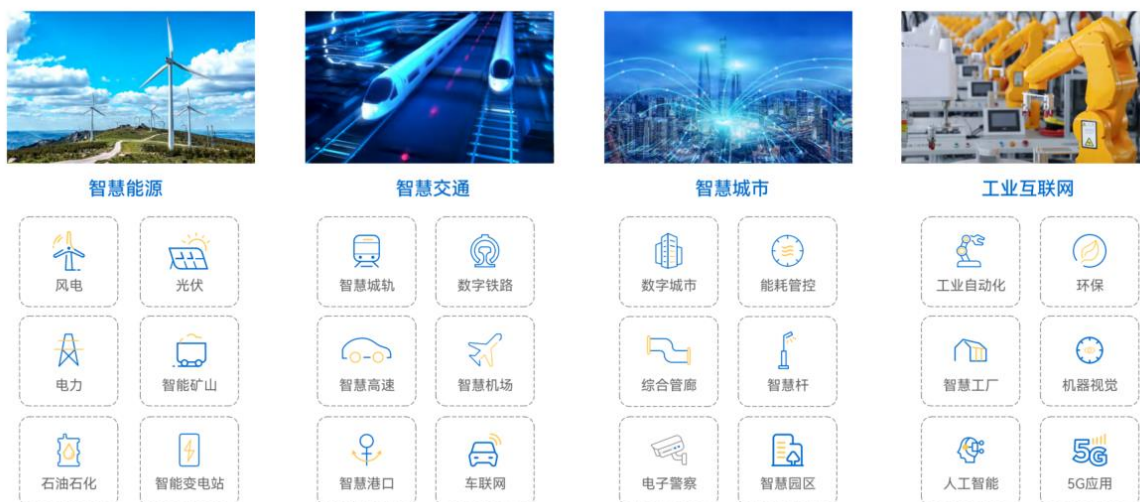 智慧能源
智慧交通
智慧城市
工业互联网
风电
光伏
智慧城轨
数字铁路
数字城市
能耗管控
工业自动化
环保
电力
智能矿山
智慧高速
智慧机场
综合管廊
智慧杆
智慧工厂
机器视觉
石油石化
智能变电站
智慧港口
车联网
电子警察
智慧园区
人工智能
5G
5G应用